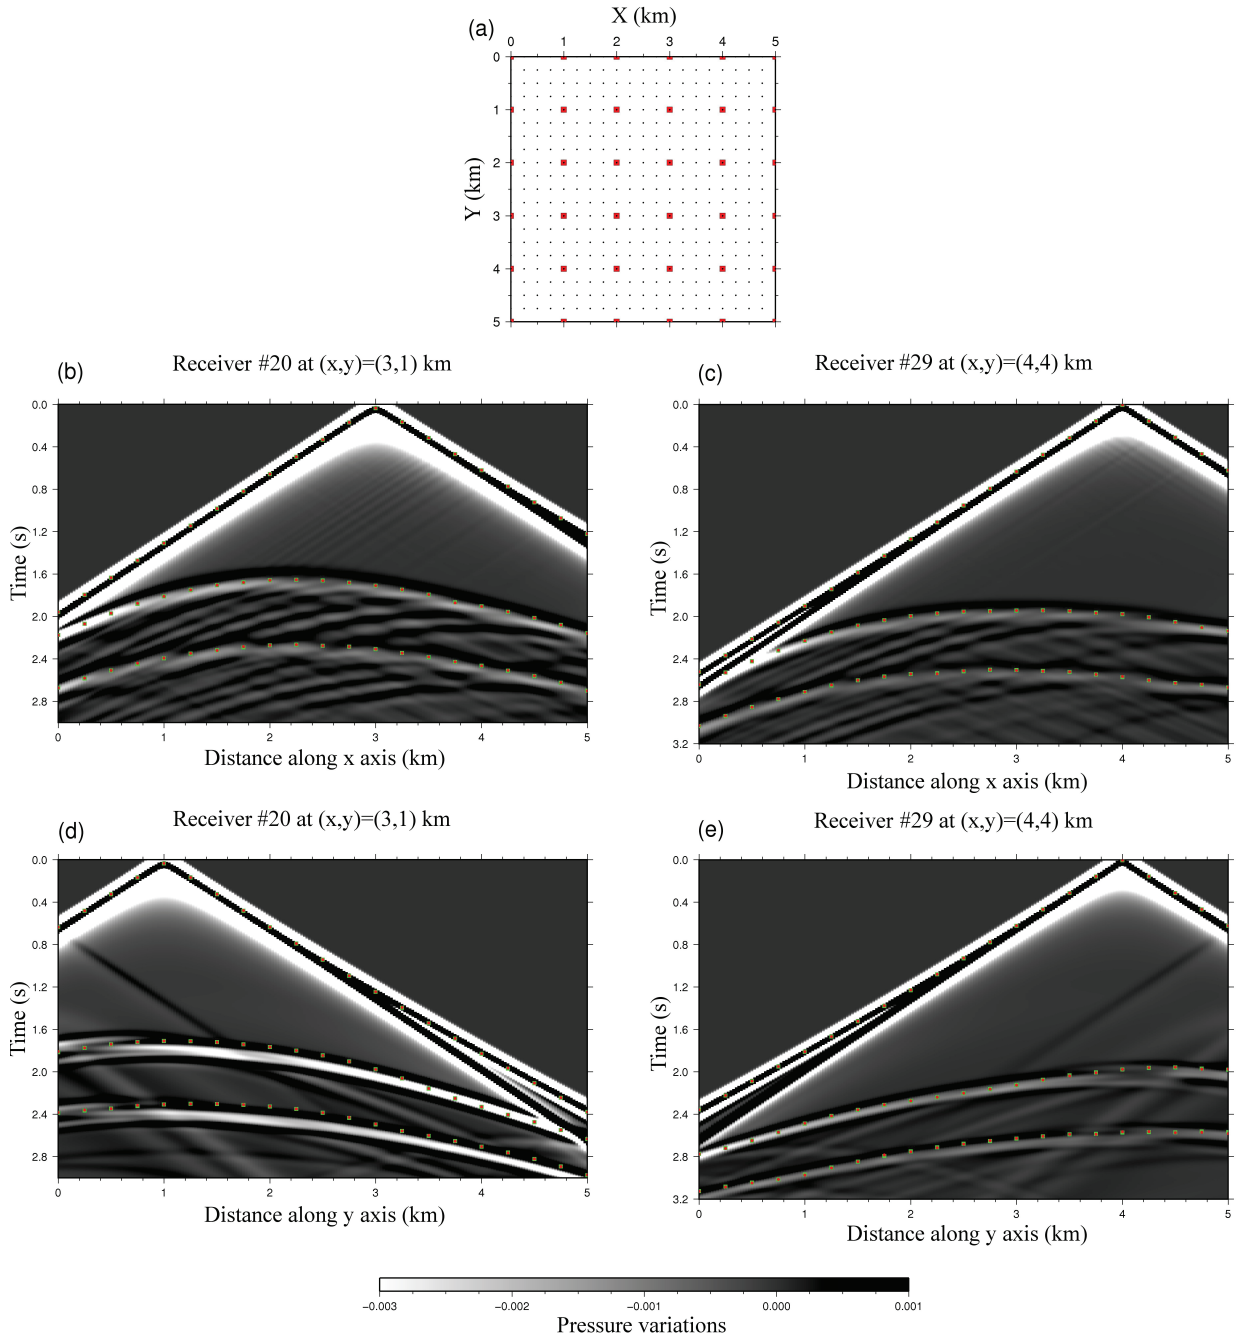 X (km)
(a)
0 1 2 3 4 5
Y (km)
0
1
2
3
4
5
(b) Receiver #20 at (x,y)=(3,1) km
Time (s)
0.0
0.4
0.8
1.2
1.6
2.0
2.4
2.8
0 1 2 3 4 5
Distance along x axis (km)
(c) Receiver #29 at (x,y)=(4,4) km
Time (s)
0.0
0.4
0.8
1.2
1.6
2.0
2.4
2.8
3.2
0 1 2 3 4 5
Distance along x axis (km)
(d) Receiver #20 at (x,y)=(3,1) km
Time (s)
0.0
0.4
0.8
1.2
1.6
2.0
2.4
2.8
0 1 2 3 4 5
Distance along y axis (km)
(e) Receiver #29 at (x,y)=(4,4) km
Time (s)
0.0
0.4
0.8
1.2
1.6
2.0
2.4
2.8
3.2
0 1 2 3 4 5
Distance along y axis (km)
−0.003 −0.002 −0.001 0.000 0.001
Pressure variations